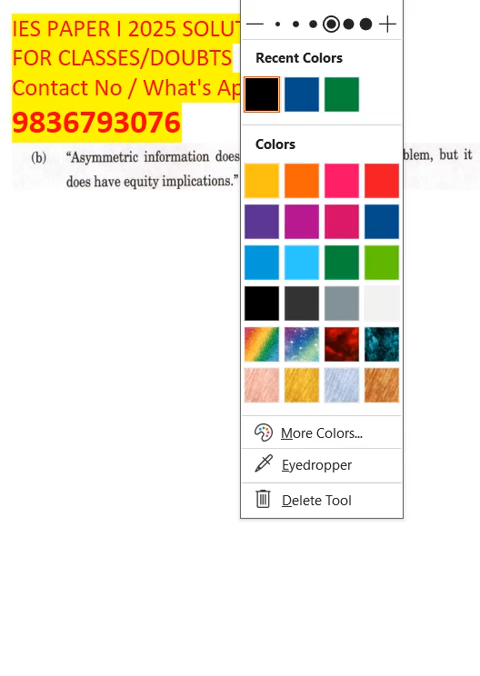 IES PAPER I 2025 SOLUT
FOR CLASSES/DOUBTS
Contact No / What's Ap
9836793076
(b) "Asymmetric information does blem, but it
does have equity implications."
Recent Colors
Colors
More Colors...
Eyedropper
Delete Tool